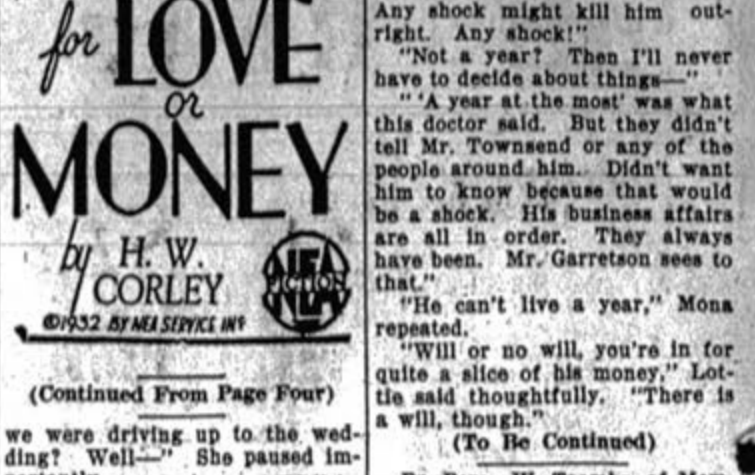 for LOVE
or
MONEY
by H. W.
CORLEY
NEA
FICTION
©1932 BY NEA SERVICE INC
(Continued From Page Four)
we were driving up to the wed-
ding? Well—" She paused im-
Any shock might kill him out-
right. Any shock!"
"Not a year? Then I'll never
have to decide about things—"
"'A year at the most' was what
this doctor said. But they didn't
tell Mr. Townsend or any of the
people around him. Didn't want
him to know because that would
be a shock. His business affairs
are all in order. They always
have been. Mr. Garretson sees to
that."
"He can't live a year," Mona
repeated.
"Will or no will, you're in for
quite a slice of his money," Lot-
tie said thoughtfully. "There is
a will, though."
(To Be Continued)